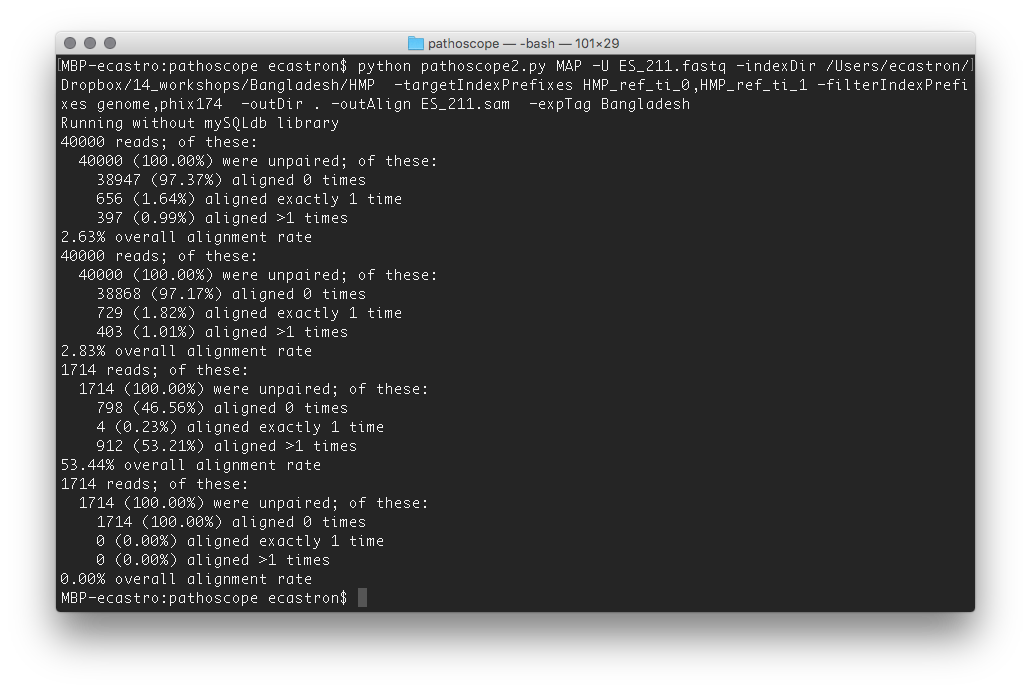 pathoscope — -bash — 101×29
[MBP-ecastro:pathoscope ecastron$ python pathoscope2.py MAP -U ES_211.fastq -indexDir /Users/ecastron/]
Dropbox/14_workshops/Bangladesh/HMP  -targetIndexPrefixes HMP_ref_ti_0,HMP_ref_ti_1 -filterIndexPrefi
xes genome,phix174  -outDir . -outAlign ES_211.sam  -expTag Bangladesh
Running without mySQLdb library
40000 reads; of these:
  40000 (100.00%) were unpaired; of these:
    38947 (97.37%) aligned 0 times
    656 (1.64%) aligned exactly 1 time
    397 (0.99%) aligned >1 times
2.63% overall alignment rate
40000 reads; of these:
  40000 (100.00%) were unpaired; of these:
    38868 (97.17%) aligned 0 times
    729 (1.82%) aligned exactly 1 time
    403 (1.01%) aligned >1 times
2.83% overall alignment rate
1714 reads; of these:
  1714 (100.00%) were unpaired; of these:
    798 (46.56%) aligned 0 times
    4 (0.23%) aligned exactly 1 time
    912 (53.21%) aligned >1 times
53.44% overall alignment rate
1714 reads; of these:
  1714 (100.00%) were unpaired; of these:
    1714 (100.00%) aligned 0 times
    0 (0.00%) aligned exactly 1 time
    0 (0.00%) aligned >1 times
0.00% overall alignment rate
MBP-ecastro:pathoscope ecastron$